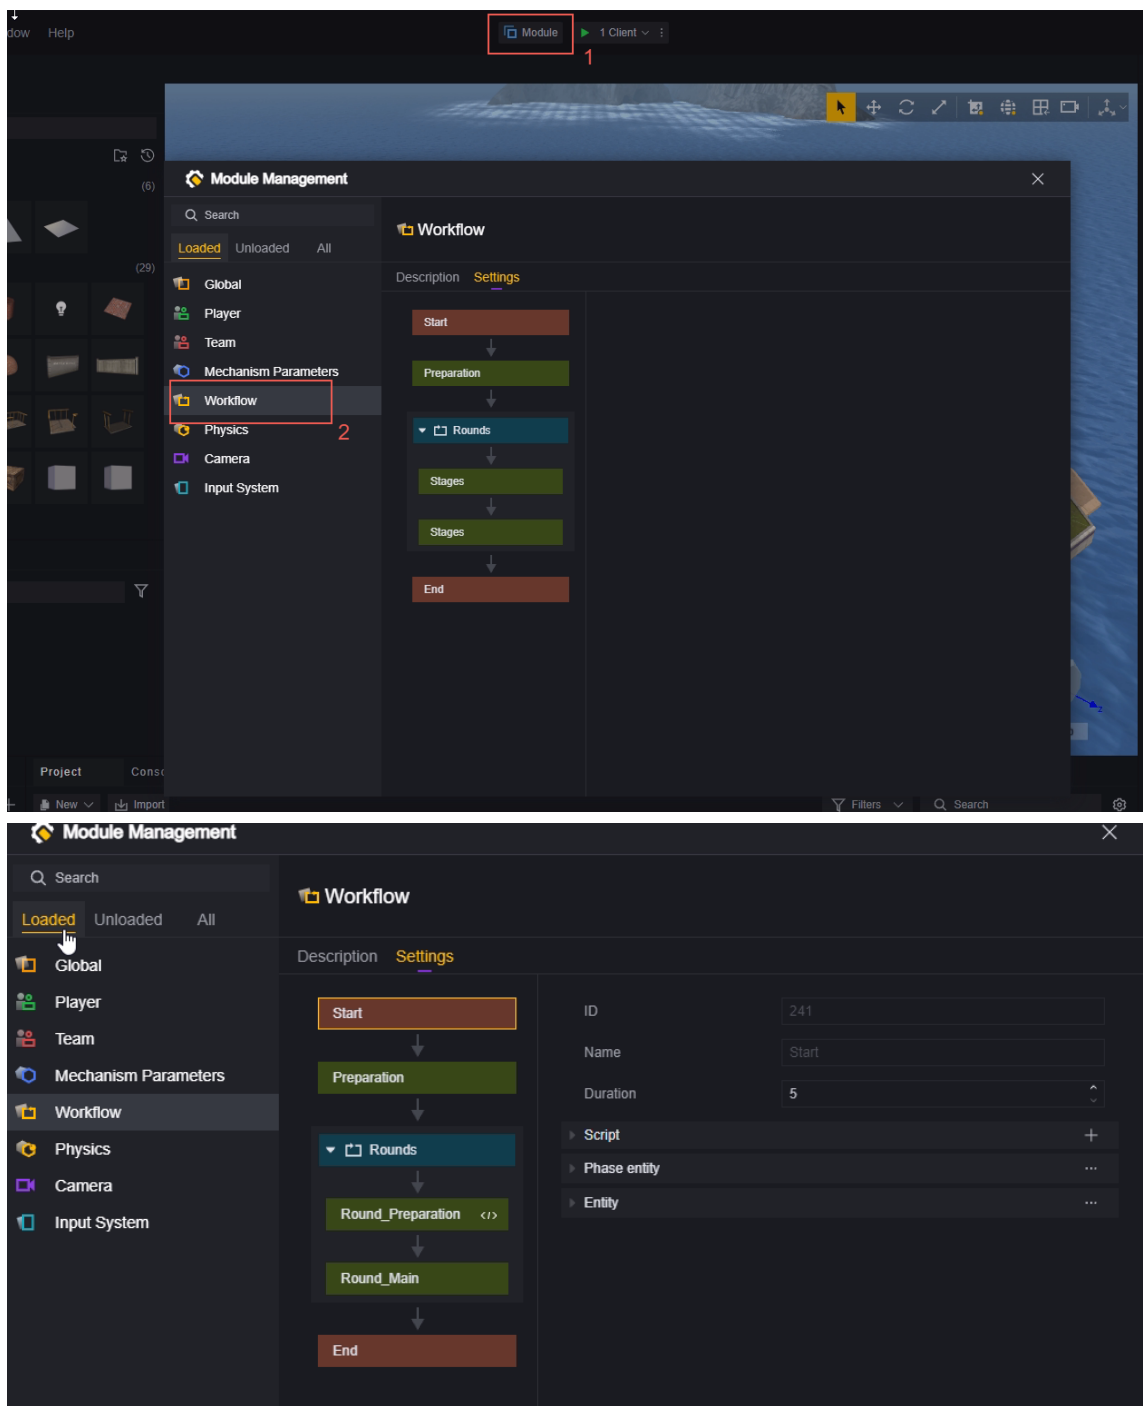 dow Help
Module 1 Client
1
(6)
Module Management
Search
Workflow
Loaded Unloaded All
(29)
Description Settings
Global
Player
Team
Mechanism Parameters
Workflow
2
Physics
Camera
Input System
Start
Preparation
Rounds
Stages
Stages
End
z
Project Conso
New Import
Filters Search
Module Management
Search
Workflow
Loaded Unloaded All
Description Settings
Global
Player
Team
Mechanism Parameters
Workflow
Physics
Camera
Input System
Start
Preparation
Rounds
Round_Preparation </>
Round_Main
End
ID 241
Name Start
Duration 5
Script
Phase entity
Entity